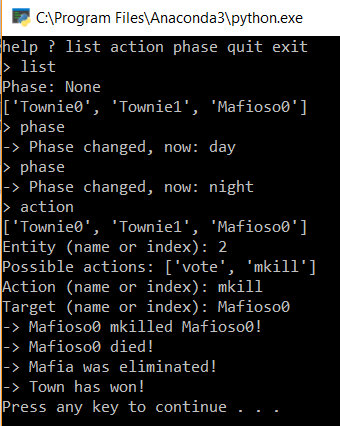 C:\Program Files\Anaconda3\python.exe
help ? list action phase quit exit
> list
Phase: None
['Townie0', 'Townie1', 'Mafioso0']
> phase
-> Phase changed, now: day
> phase
-> Phase changed, now: night
> action
['Townie0', 'Townie1', 'Mafioso0']
Entity (name or index): 2
Possible actions: ['vote', 'mkill']
Action (name or index): mkill
Target (name or index): Mafioso0
-> Mafioso0 mkilled Mafioso0!
-> Mafioso0 died!
-> Mafia was eliminated!
-> Town has won!
Press any key to continue . . .